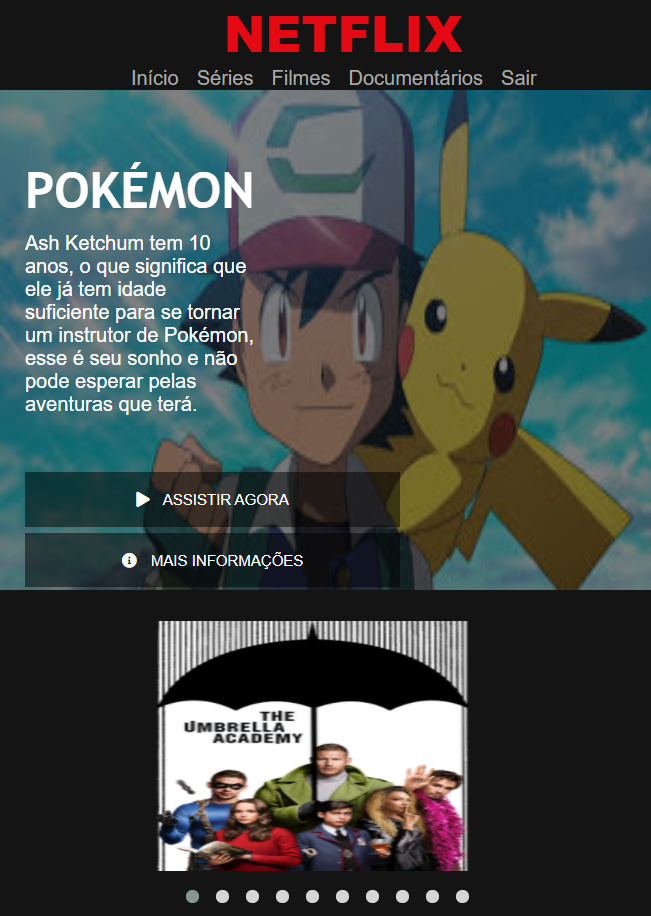 NETFLIX
Início Séries Filmes Documentários Sair
POKÉMON
Ash Ketchum tem 10
anos, o que significa que
ele já tem idade
suficiente para se tornar
um instrutor de Pokémon,
esse é seu sonho e não
pode esperar pelas
aventuras que terá.
ASSISTIR AGORA
MAIS INFORMAÇÕES
THE
UMBRELLA
ACADEMY